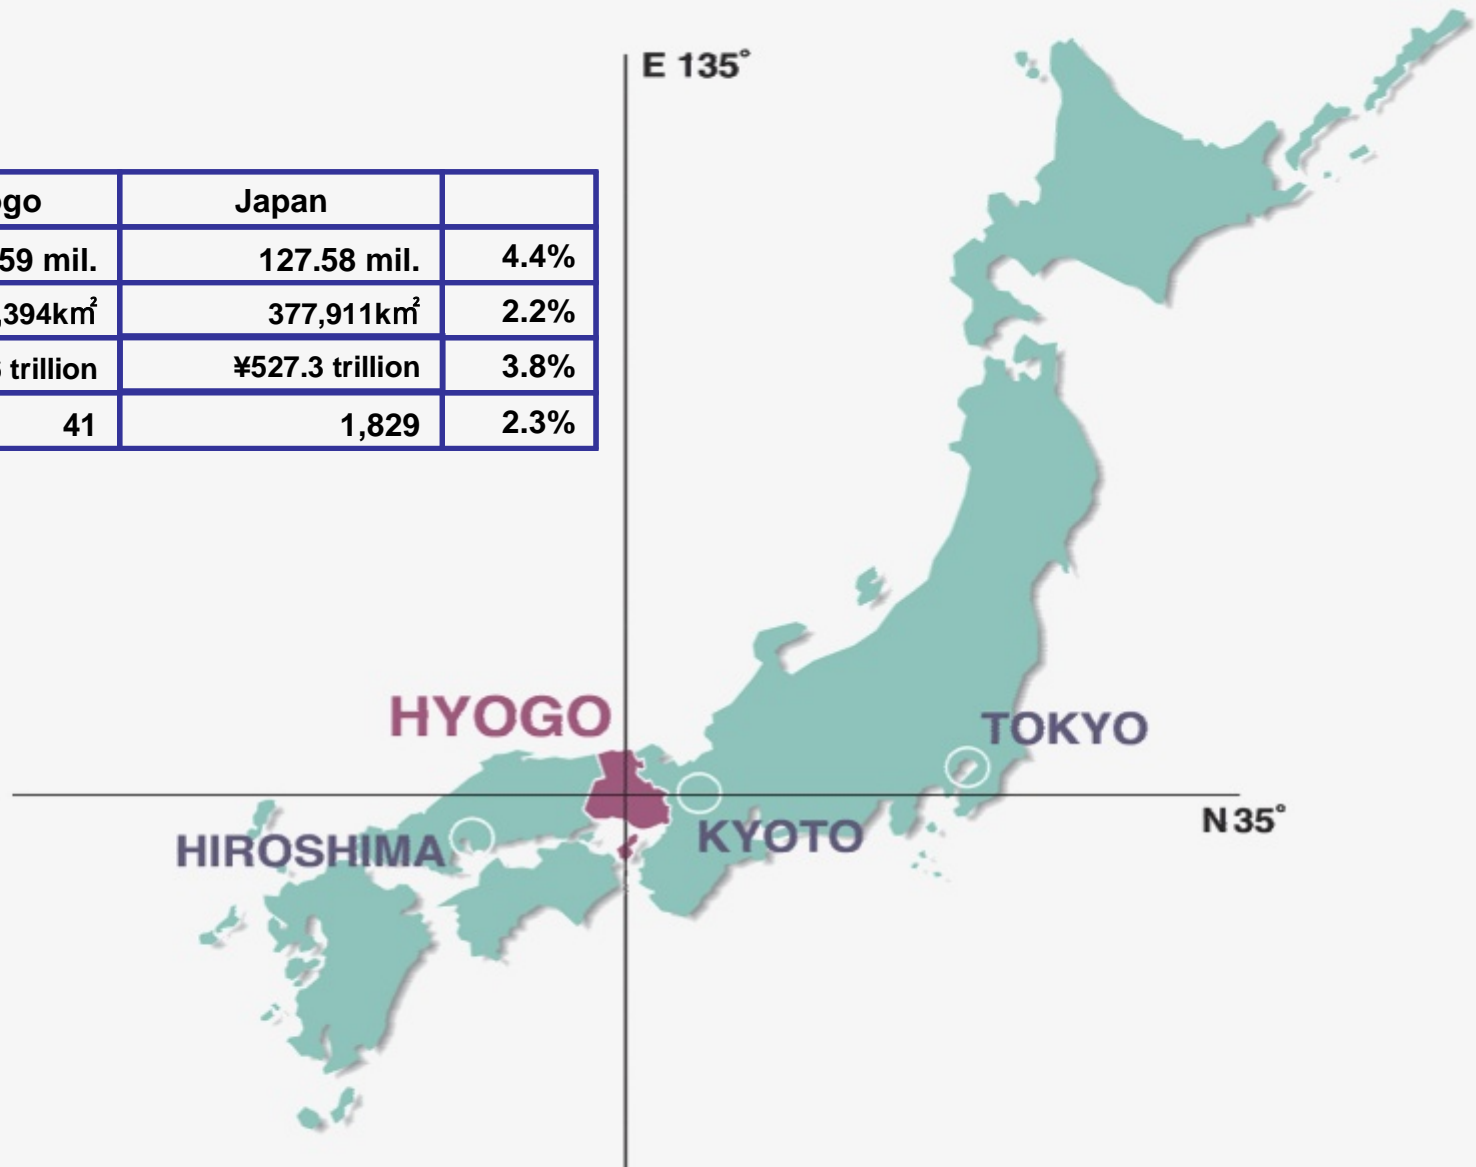 E 135°
go Japan
59 mil. 127.58 mil. 4.4%
,394km² 377,911km² 2.2%
trillion ¥527.3 trillion 3.8%
41 1,829 2.3%
HYOGO
TOKYO
N 35°
KYOTO
HIROSHIMA